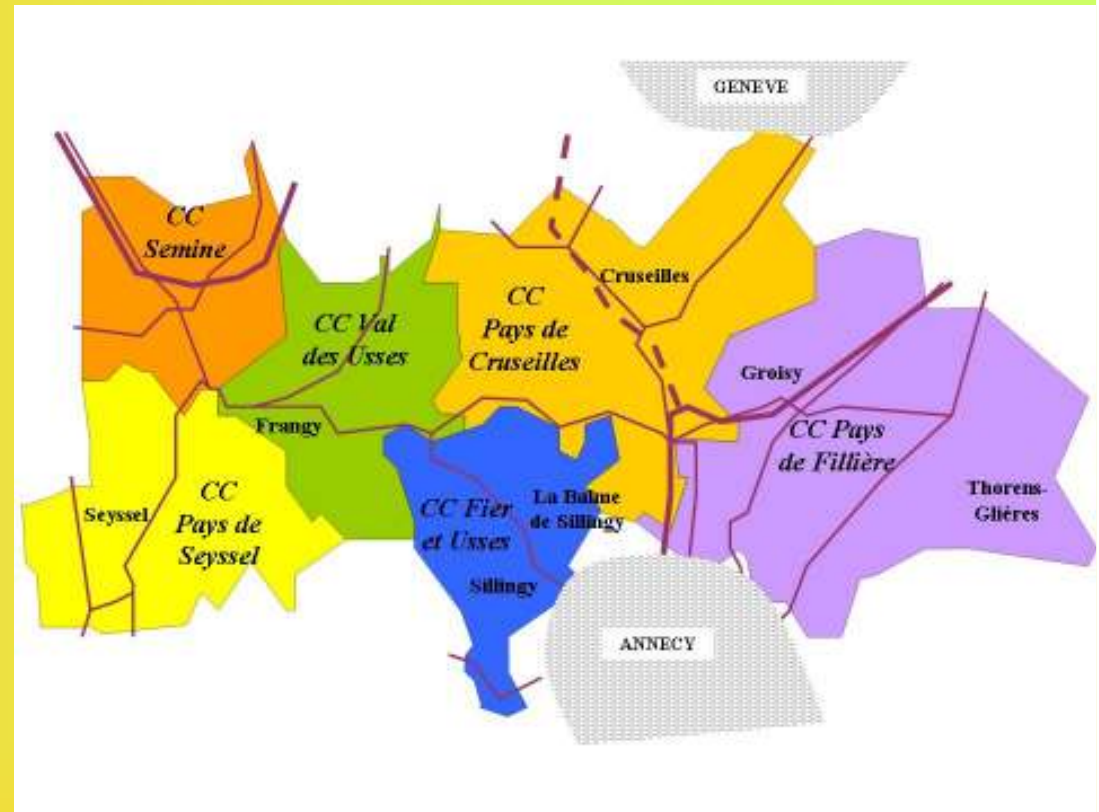 GENEVE
CC
Semine
Cruseilles
CC
Pays de
Cruseilles
CC Val
des Usses
Groisy
Frangy
CC Pays
de Fillière
CC
Pays de
Seyssel
Seyssel
La Balme
de Sillingy
CC Fier
et Usses
Thorens-
Glières
Sillingy
ANNECY